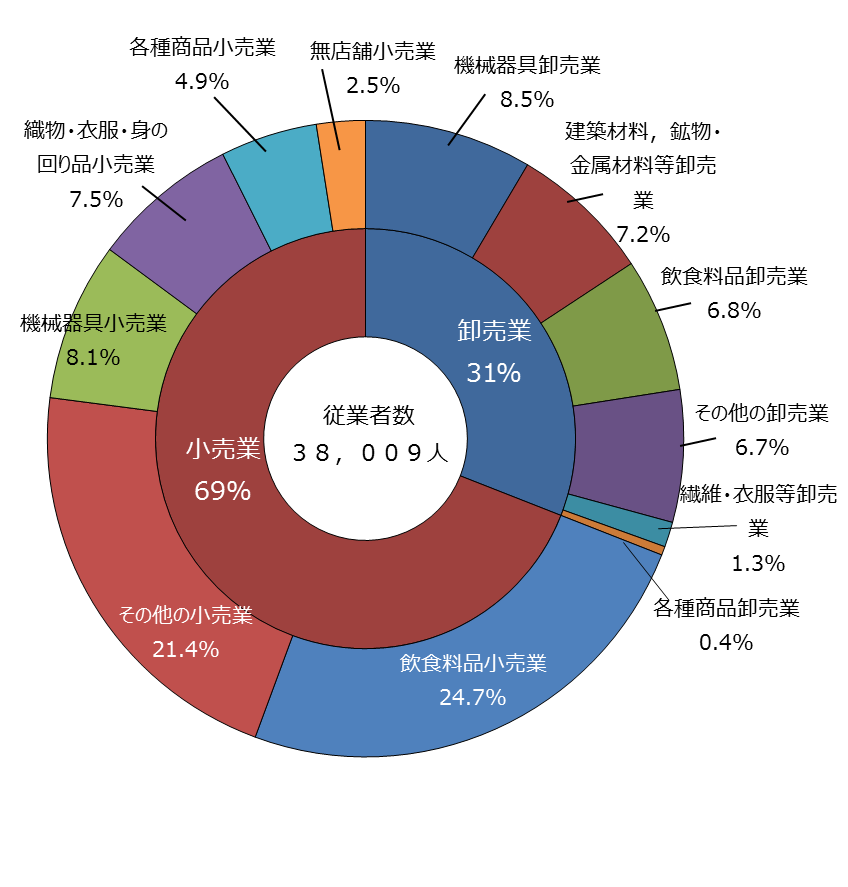 各種商品小売業
4.9%
無店舗小売業
2.5%
機械器具卸売業
8.5%
建築材料，鉱物・
金属材料等卸売
業
7.2%
織物・衣服・身の
回り品小売業
7.5%
飲食料品卸売業
6.8%
機械器具小売業
8.1%
卸売業
31%
その他の卸売業
6.7%
従業者数
３８，００９人
小売業
69%
繊維・衣服等卸売
業
1.3%
各種商品卸売業
0.4%
その他の小売業
21.4%
飲食料品小売業
24.7%